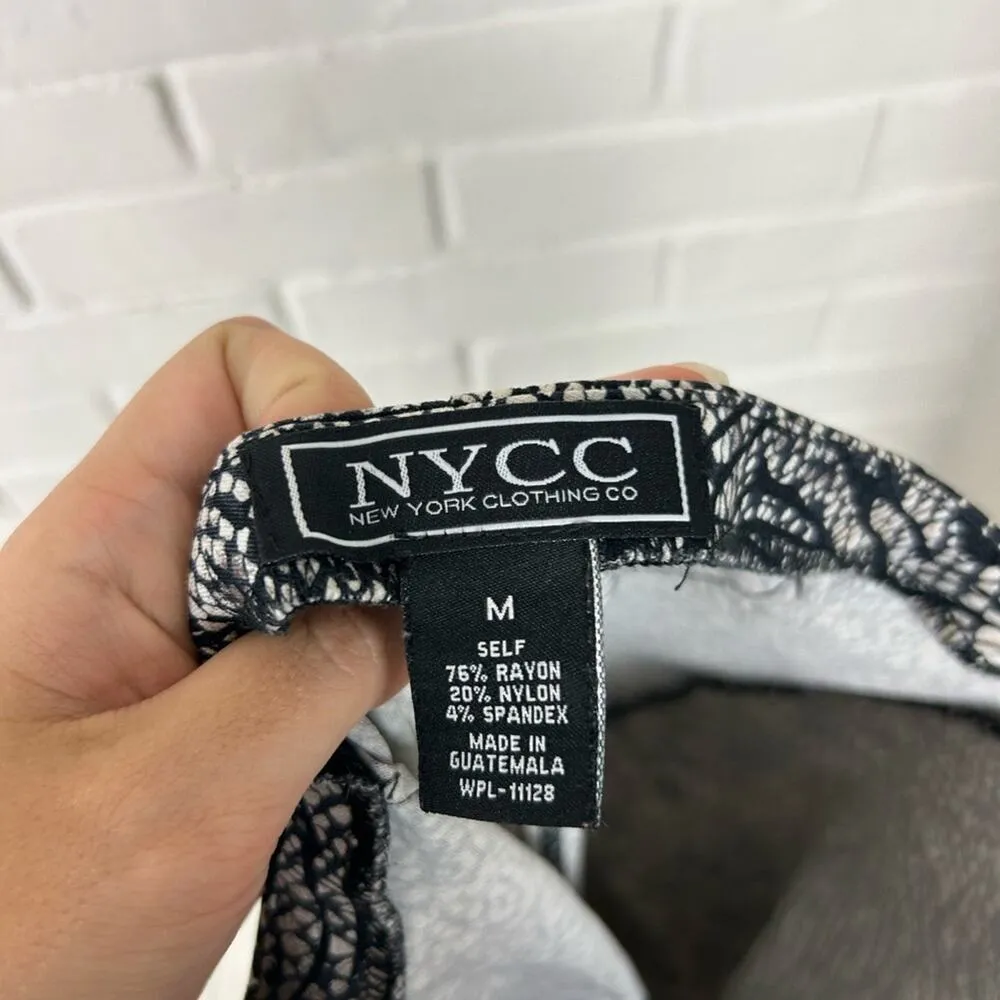 NYCC
NEW YORK CLOTHING CO
M
SELF
76% RAYON
20% NYLON
4% SPANDEX
MADE IN
GUATEMALA
WPL-11128